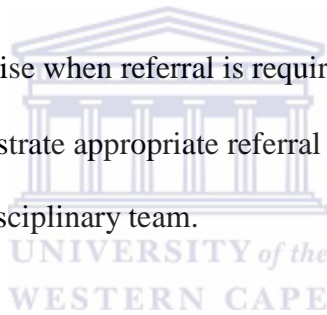 ise when referral is requir
strate appropriate referral
sciplinary team.
UNIVERSITY of the
WESTERN CAPE